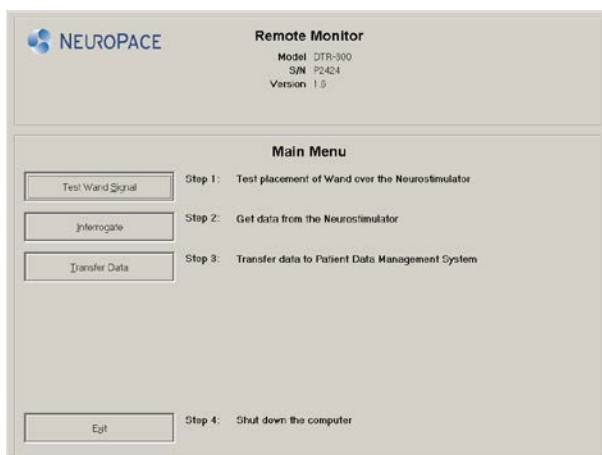 NEUROPACE
Remote Monitor
Model DTR-300
S/N P2424
Version 1.6
Main Menu
Test Wand Signal Step 1: Test placement of Wand over the Neurostimulator
Interrogate Step 2: Get data from the Neurostimulator
Transfer Data Step 3: Transfer data to Patient Data Management System
Exit Step 4: Shut down the computer